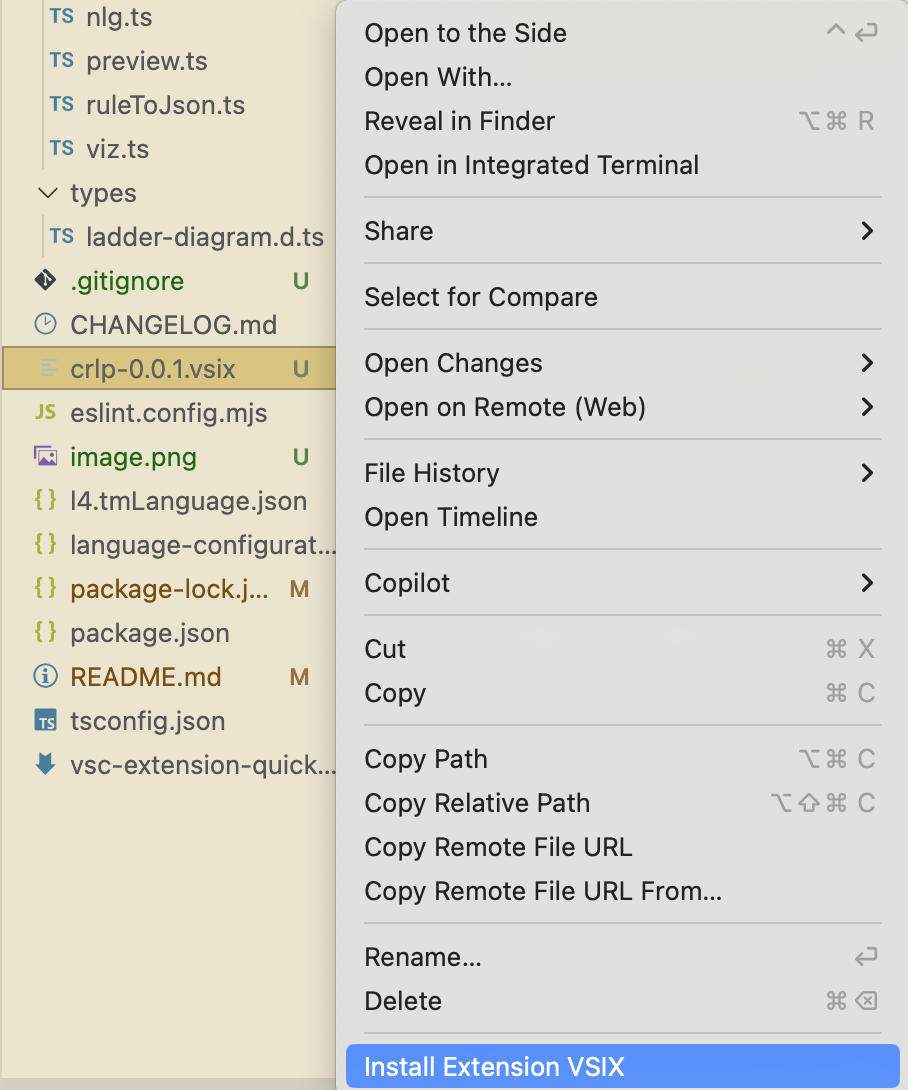 TS nlg.ts
TS preview.ts
TS ruleToJson.ts
TS viz.ts
types
TS ladder-diagram.d.ts
.gitignore U
CHANGELOG.md
crlp-0.0.1.vsix U
JS eslint.config.mjs
image.png U
{} l4.tmLanguage.json
{} language-configurat...
{} package-lock.j... M
{} package.json
README.md M
TS tsconfig.json
vsc-extension-quick...
Open to the Side ^ ↩
Open With...
Reveal in Finder ⌥⌘ R
Open in Integrated Terminal
Share
Select for Compare
Open Changes
Open on Remote (Web)
File History
Open Timeline
Copilot
Cut ⌘ X
Copy ⌘ C
Copy Path ⌥⌘ C
Copy Relative Path ⌥⇧⌘ C
Copy Remote File URL
Copy Remote File URL From...
Rename... ↩
Delete ⌘⌫
Install Extension VSIX